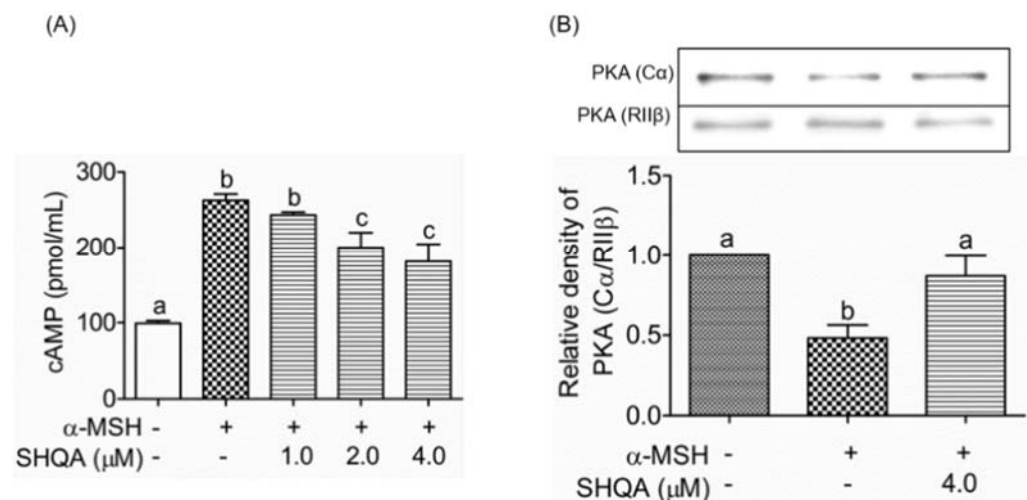 (A)
cAMP (pmol/mL)
300
200
100
0
a
b
b
c
c
α-MSH - + + + +
SHQA (μM) - - 1.0 2.0 4.0
(B)
PKA (Cα)
PKA (RIIβ)
Relative density of
PKA (Cα/RIIβ)
1.5
1.0
0.5
0.0
a
b
a
α-MSH - + +
SHQA (μM) - - 4.0